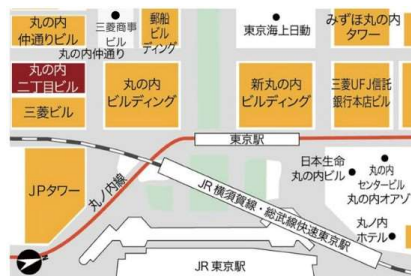 丸の内
仲通りビル
三菱商事
ビル
郵船
ビル
ディング
東京海上日動
みずほ丸の内
タワー
丸の内仲通り
丸の内
二丁目ビル
三菱ビル
丸の内
ビルディング
新丸の内
ビルディング
三菱UFJ信託
銀行本店ビル
東京駅
JPタワー
丸ノ内線
JR 横須賀線・総武線快速東京駅
日本生命
丸の内ビル
丸の内
センタービル
丸の内オアゾ
丸ノ内
ホテル
JR 東京駅